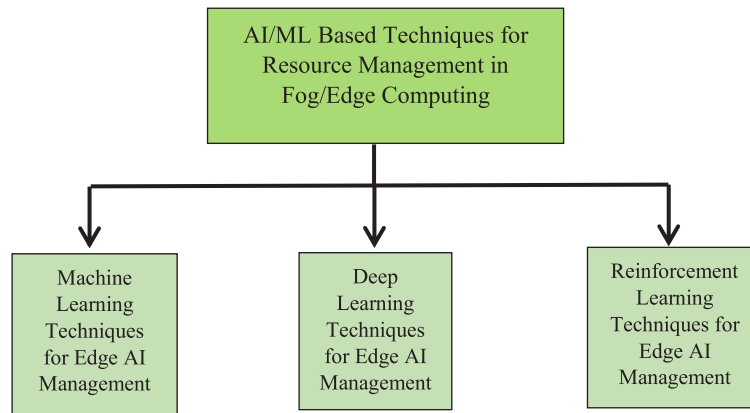 AI/ML Based Techniques for
Resource Management in
Fog/Edge Computing
Machine
Learning
Techniques
for Edge AI
Management
Deep
Learning
Techniques
for Edge AI
Management
Reinforcement
Learning
Techniques for
Edge AI
Management